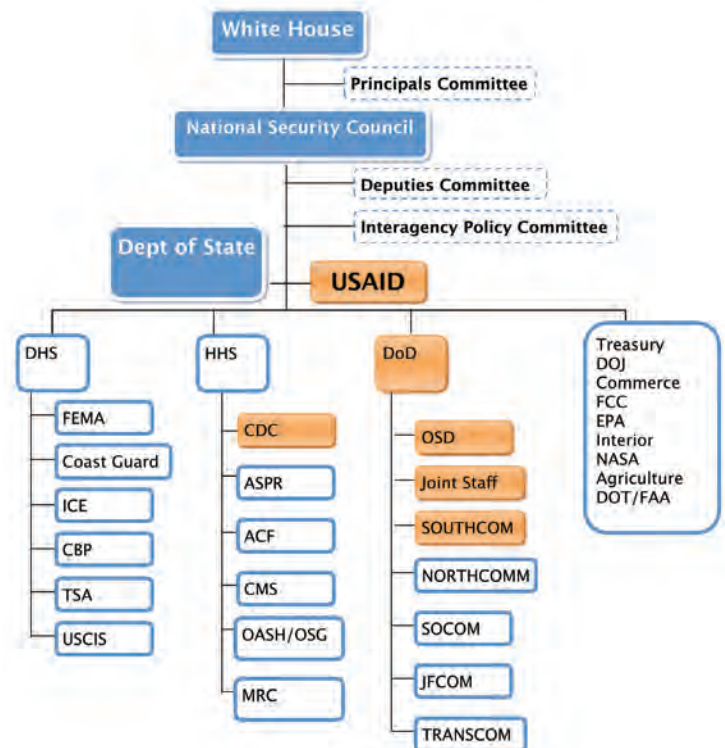 White House
Principals Committee
National Security Council
Deputies Committee
Interagency Policy Committee
Dept of State
USAID
DHS
FEMA
Coast Guard
ICE
CBP
TSA
USCIS
HHS
CDC
ASPR
ACF
CMS
OASH/OSG
MRC
DoD
OSD
Joint Staff
SOUTHCOM
NORTHCOMM
SOCOM
JFCOM
TRANSCOM
Treasury
DOJ
Commerce
FCC
EPA
Interior
NASA
Agriculture
DOT/FAA